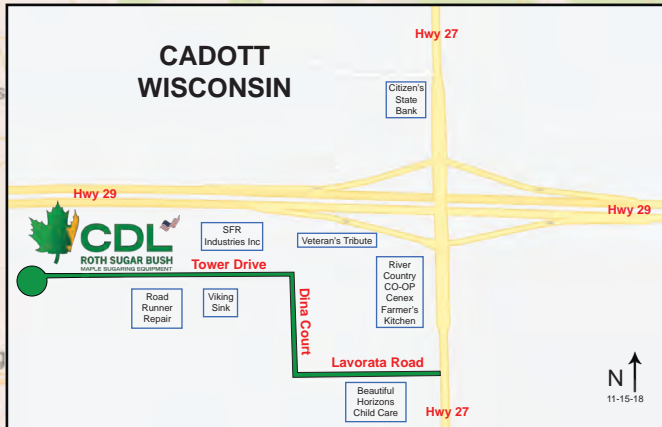 CADOTT
WISCONSIN
Hwy 27
Citizen's
State
Bank
Hwy 29
Hwy 29
CDL
ROTH SUGAR BUSH
MAPLE SUGARING EQUIPMENT
SFR
Industries Inc
Veteran's Tribute
Tower Drive
River
Country
CO-OP
Cenex
Farmer's
Kitchen
Road
Runner
Repair
Viking
Sink
Dina Court
Lavorata Road
Beautiful
Horizons
Child Care
Hwy 27
N
11-15-18